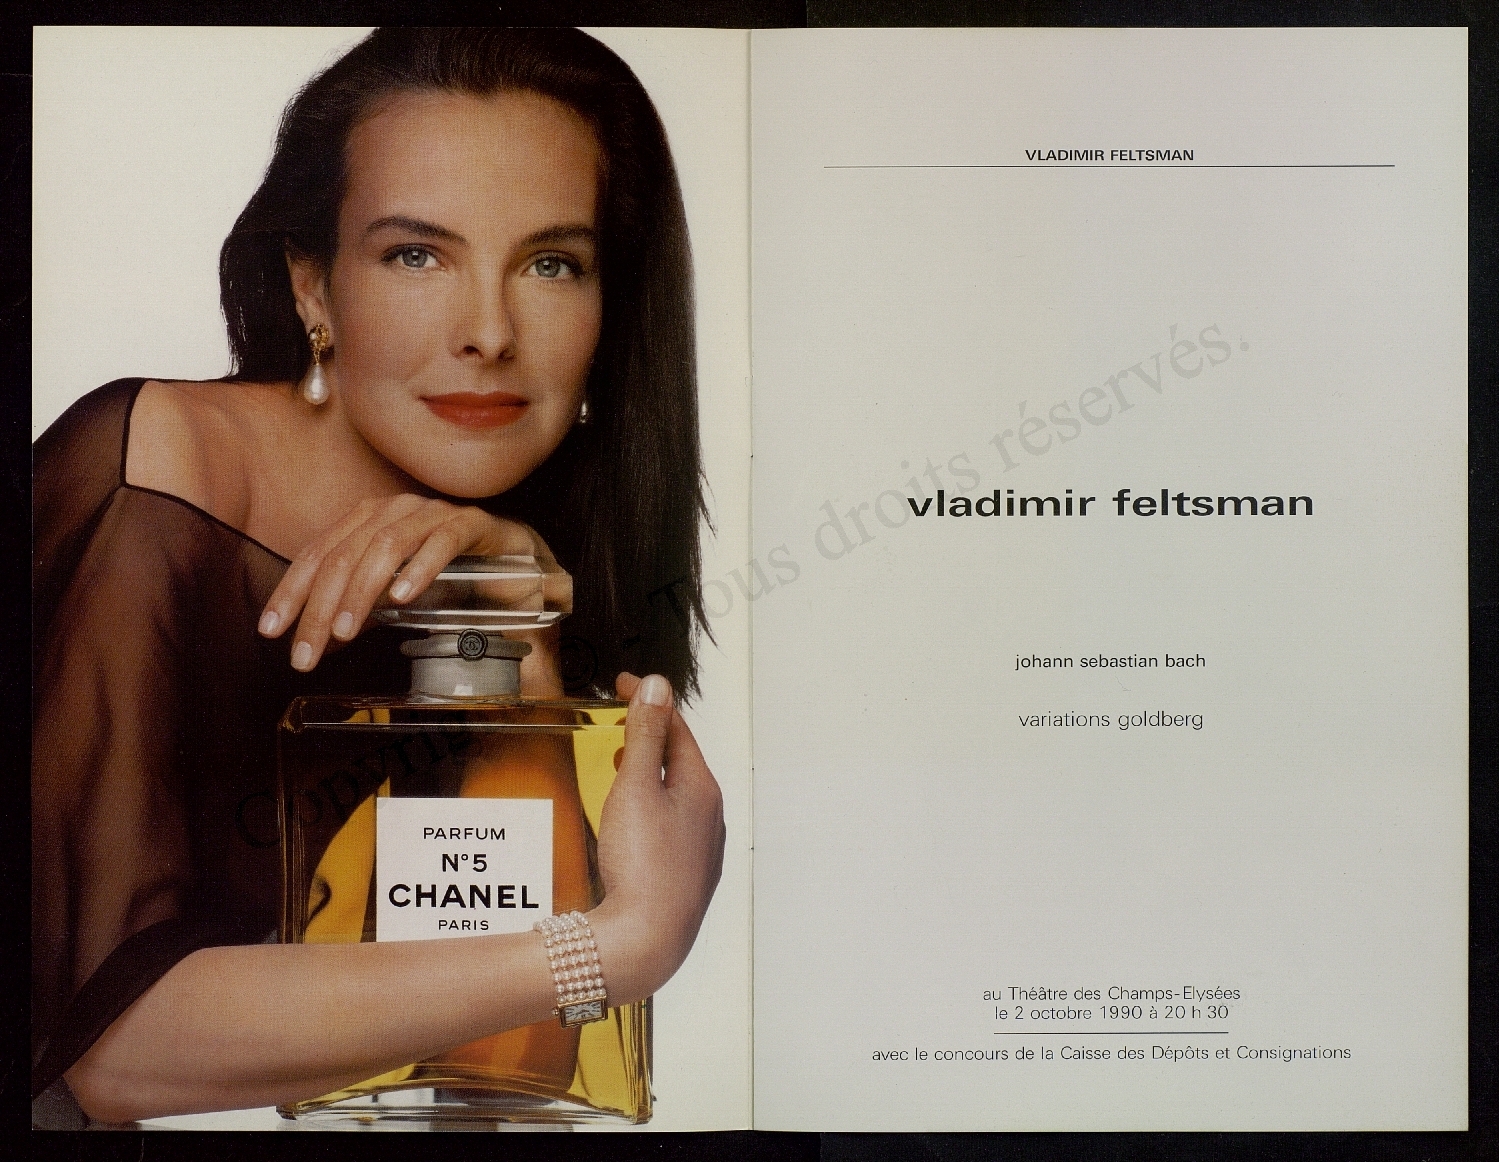 PARFUM
N°5
CHANEL
PARIS
VLADIMIR FELTSMAN
vladimir feltsman
johann sebastian bach
variations goldberg
au Théâtre des Champs-Elysées
le 2 octobre 1990 à 20 h 30
avec le concours de la Caisse des Dépôts et Consignations
Copyright © - Tous droits réservés.